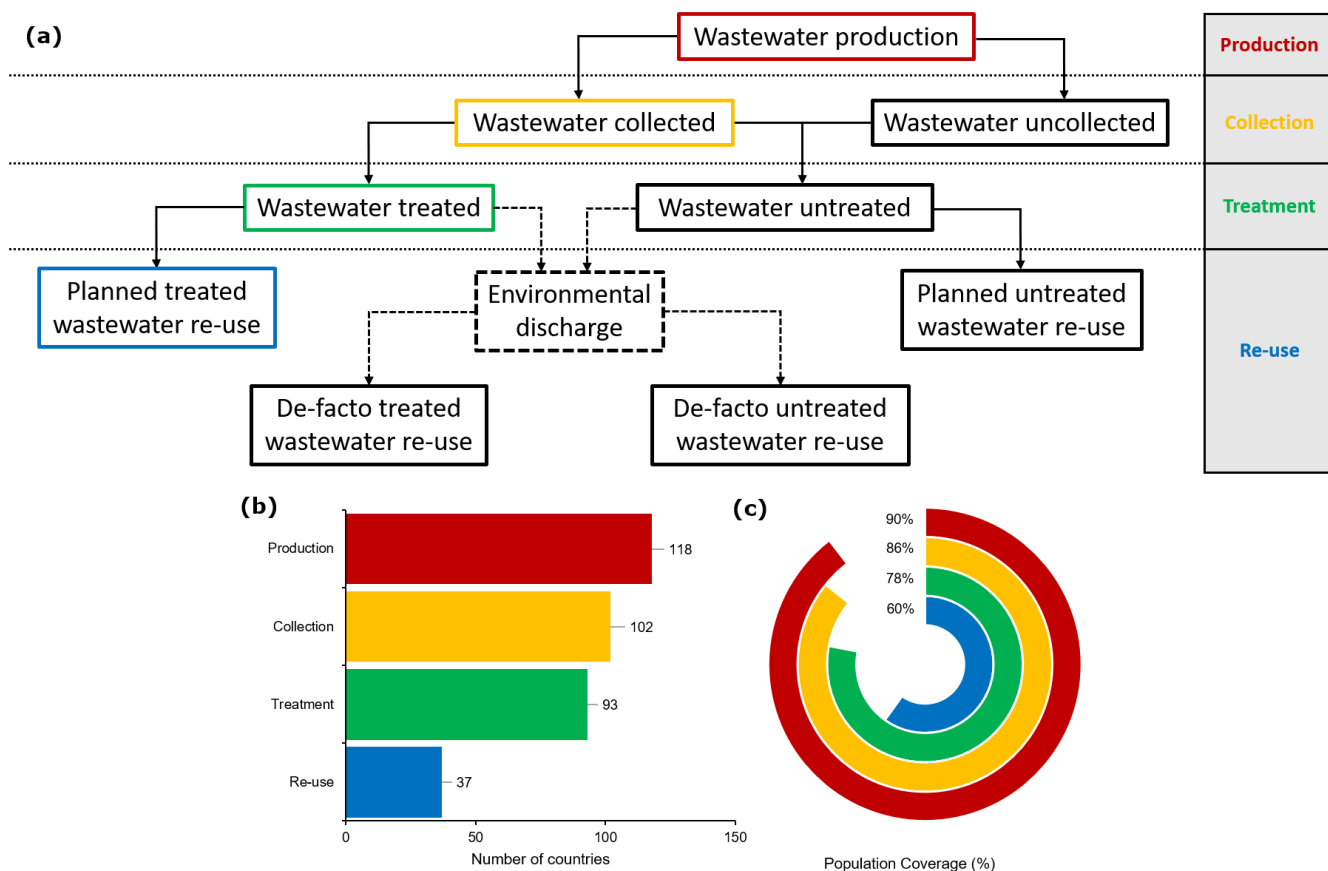 (a)
Wastewater production
Production
Wastewater collected
Wastewater uncollected
Collection
Wastewater treated
Wastewater untreated
Treatment
Planned treated
wastewater re-use
Environmental
discharge
Planned untreated
wastewater re-use
Re-use
De-facto treated
wastewater re-use
De-facto untreated
wastewater re-use
(b)
Production
118
Collection
102
Treatment
93
Re-use
37
0
50
100
150
Number of countries
(c)
90%
86%
78%
60%
Population Coverage (%)